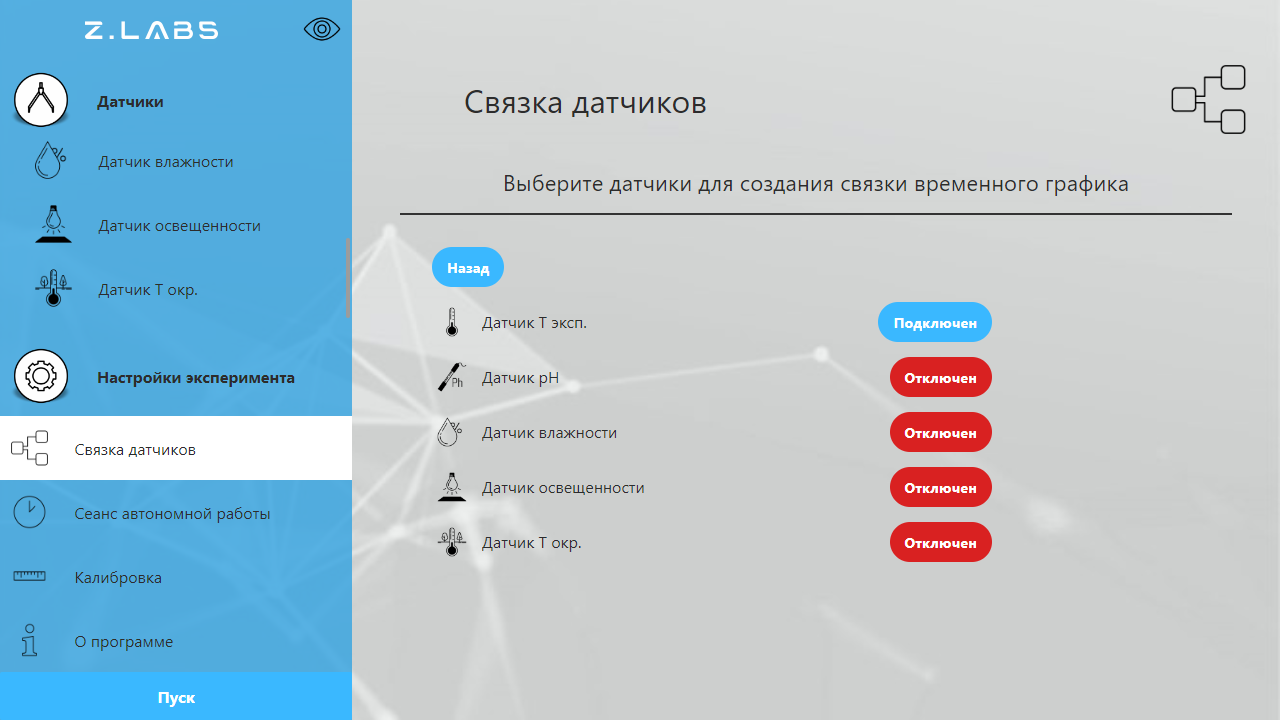 Z.LABS
Датчики
Датчик влажности
Датчик освещенности
Датчик T окр.
Настройки эксперимента
Связка датчиков
Сеанс автономной работы
Калибровка
О программе
Пуск
Связка датчиков
Выберите датчики для создания связки временного графика
Назад
Датчик T эксп.
Подключен
Ph
Датчик pH
Отключен
%
Датчик влажности
Отключен
Датчик освещенности
Отключен
Датчик T окр.
Отключен